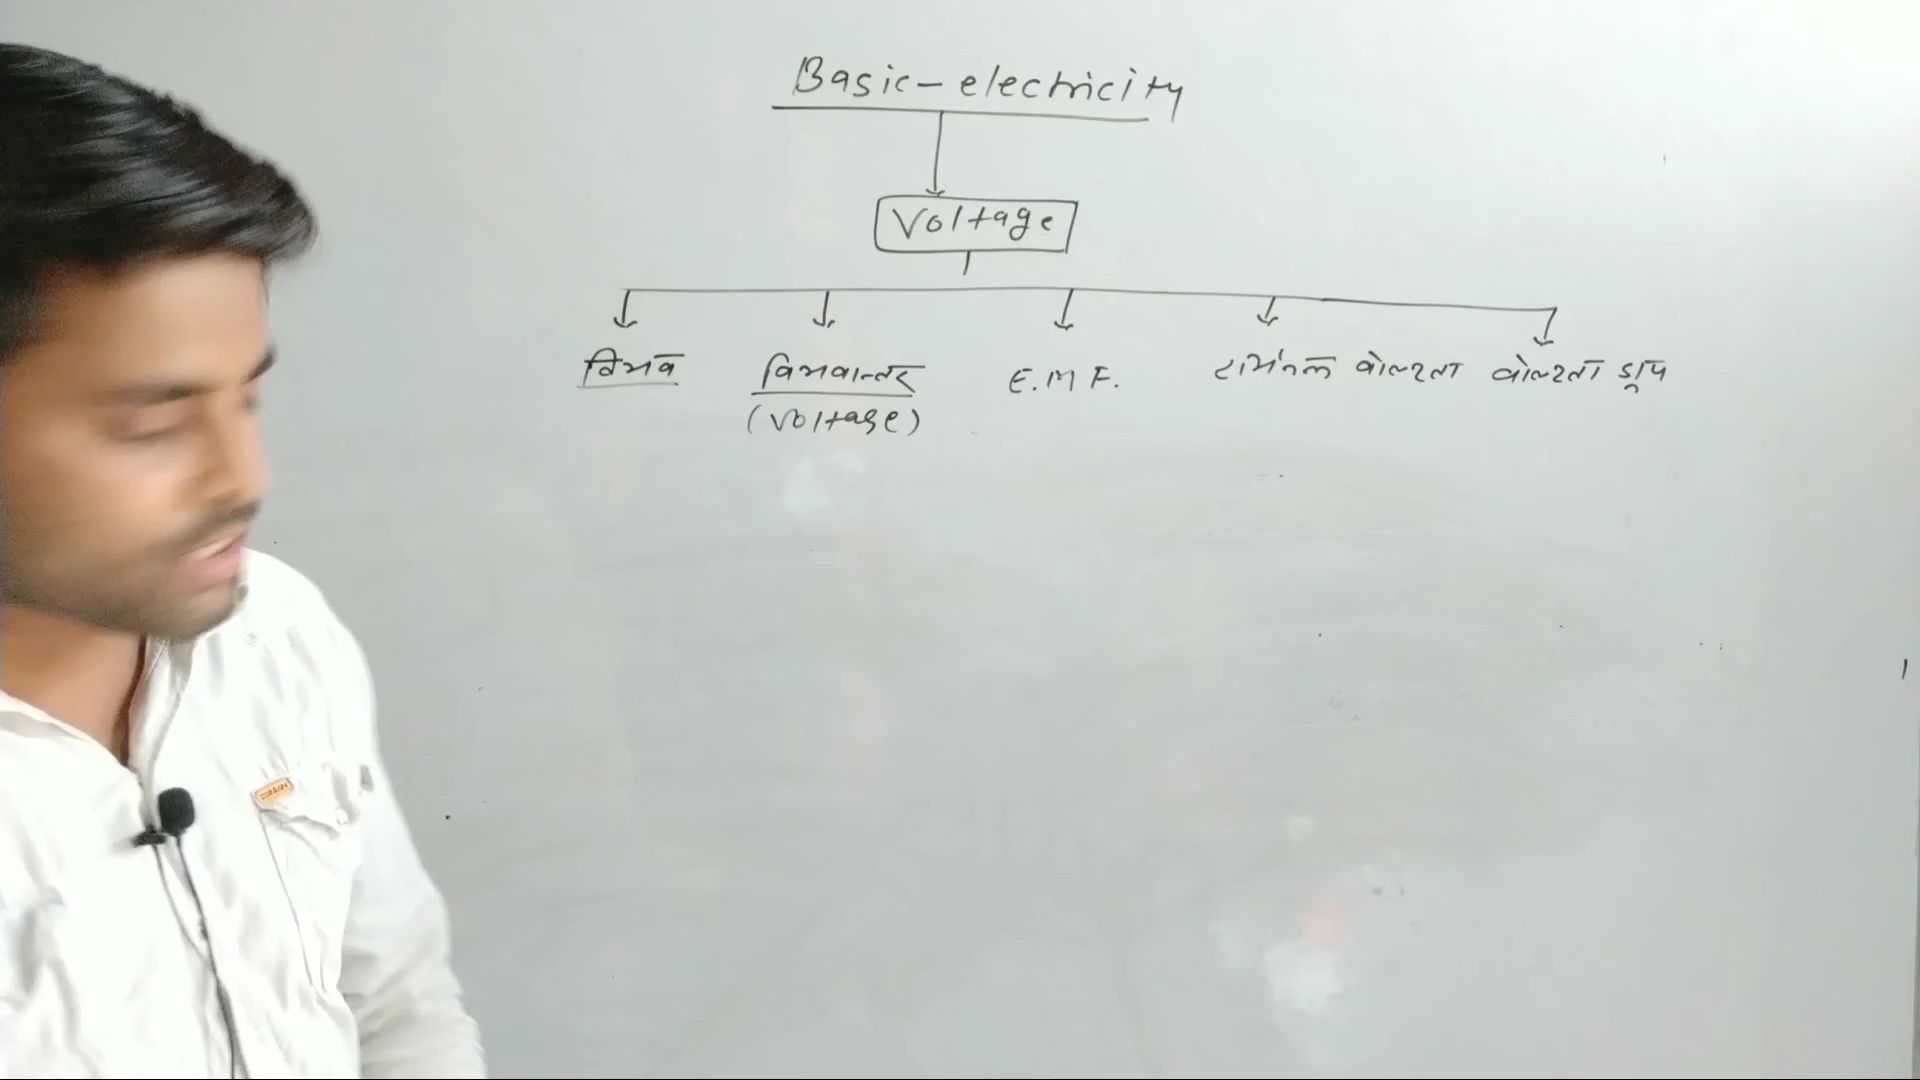 Basic - electricity
Voltage
विभव विभवान्तर E.M F. टर्मिनल वोल्टता वोल्टता ड्राप
(Voltage)